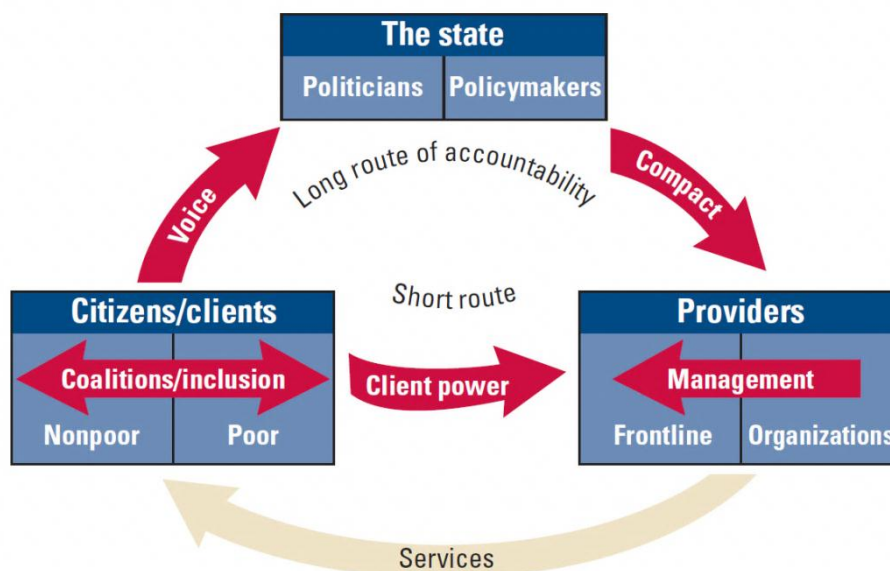 The state
Politicians Policymakers
Long route of accountability
Voice
Compact
Short route
Citizens/clients
Providers
Coalitions/inclusion
Client power
Management
Nonpoor Poor
Frontline Organizations
Services